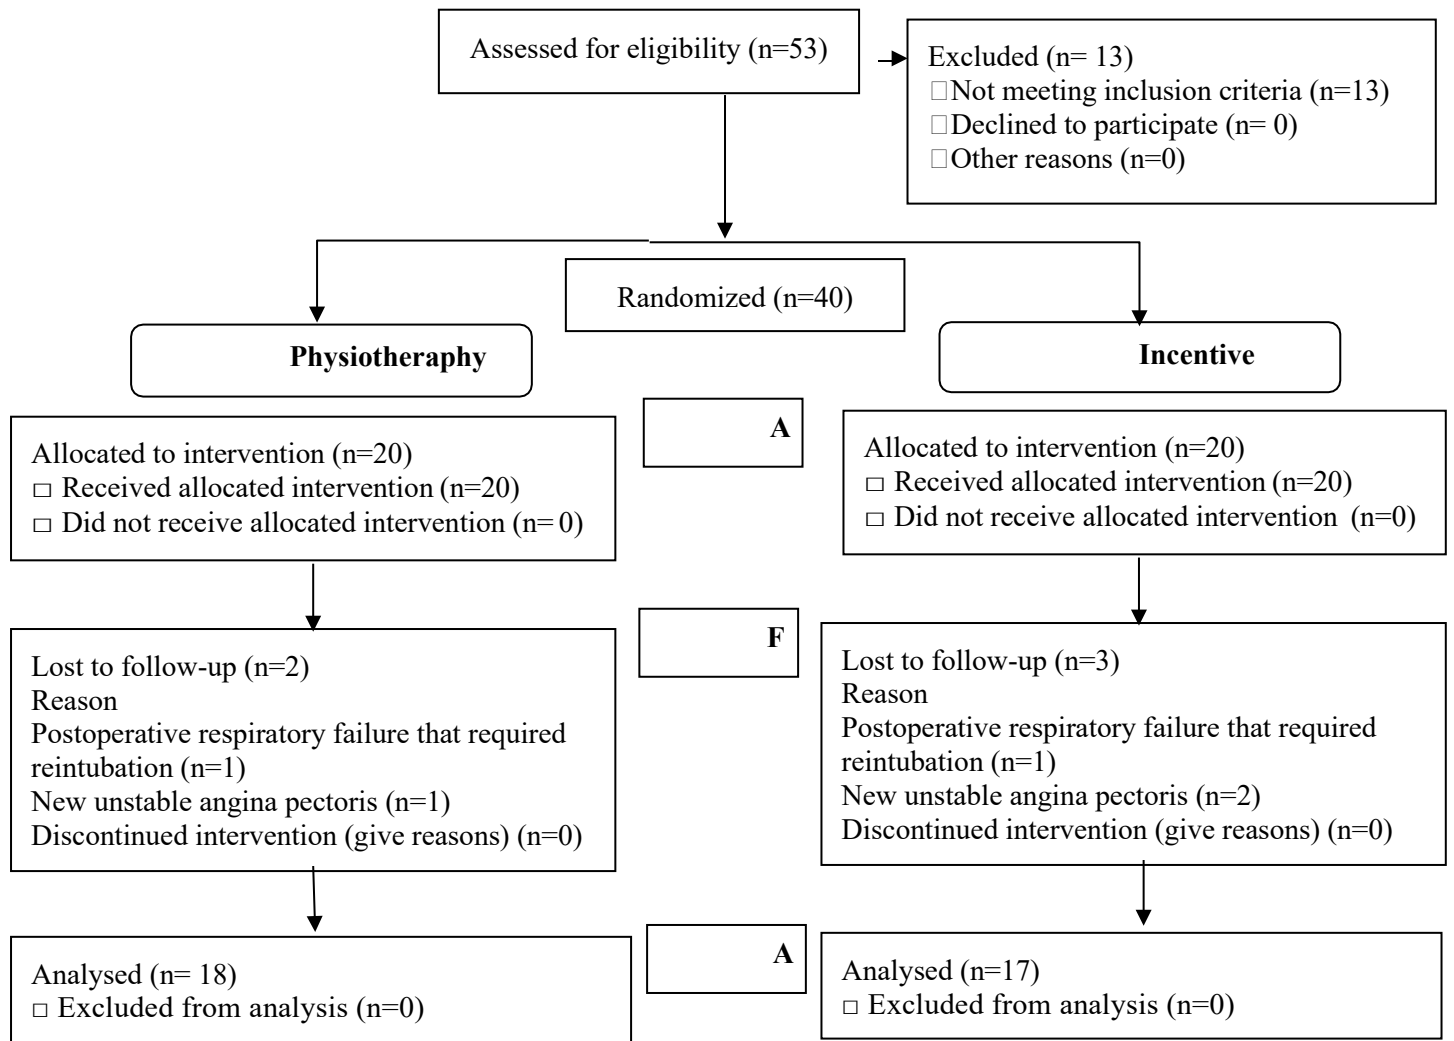 Assessed for eligibility (n=53)
Excluded (n= 13)
□Not meeting inclusion criteria (n=13)
□Declined to participate (n= 0)
□Other reasons (n=0)
Randomized (n=40)
Physiotheraphy
Incentive
A
Allocated to intervention (n=20)
□ Received allocated intervention (n=20)
□ Did not receive allocated intervention (n= 0)
Allocated to intervention (n=20)
□ Received allocated intervention (n=20)
□ Did not receive allocated intervention (n=0)
F
Lost to follow-up (n=2)
Reason
Postoperative respiratory failure that required
reintubation (n=1)
New unstable angina pectoris (n=1)
Discontinued intervention (give reasons) (n=0)
Lost to follow-up (n=3)
Reason
Postoperative respiratory failure that required
reintubation (n=1)
New unstable angina pectoris (n=2)
Discontinued intervention (give reasons) (n=0)
A
Analysed (n= 18)
□ Excluded from analysis (n=0)
Analysed (n=17)
□ Excluded from analysis (n=0)